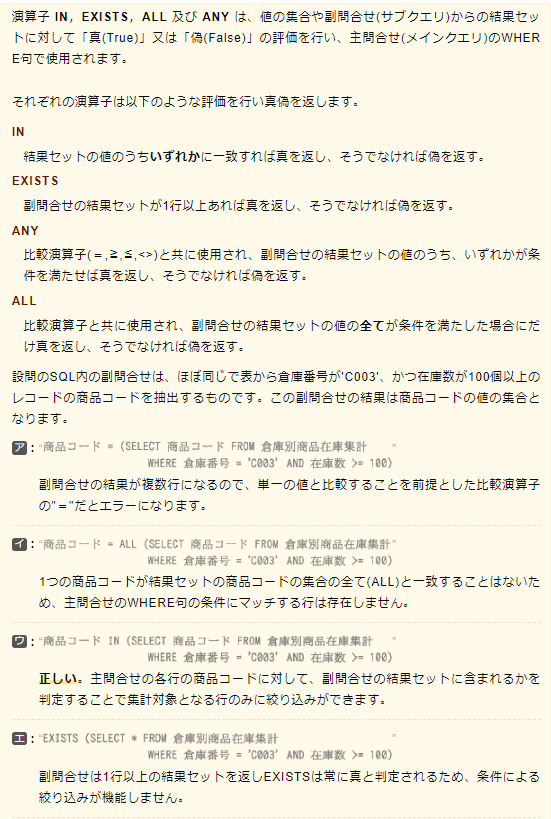 演算子 IN，EXISTS，ALL 及び ANY は、値の集合や副問合せ(サブクエリ)からの結果セッ
トに対して「真(True)」又は「偽(False)」の評価を行い、主問合せ(メインクエリ)のWHER
E句で使用されます。
それぞれの演算子は以下のような評価を行い真偽を返します。
IN
結果セットの値のうちいずれかに一致すれば真を返し、そうでなければ偽を返す。
EXISTS
副問合せの結果セットが1行以上あれば真を返し、そうでなければ偽を返す。
ANY
比較演算子(＝,≧,≦,<>)と共に使用され、副問合せの結果セットの値のうち、いずれかが条
件を満たせば真を返し、そうでなければ偽を返す。
ALL
比較演算子と共に使用され、副問合せの結果セットの値の全てが条件を満たした場合にだ
け真を返し、そうでなければ偽を返す。
設問のSQL内の副問合せは、ほぼ同じで表から倉庫番号が'C003'、かつ在庫数が100個以上の
レコードの商品コードを抽出するものです。この副問合せの結果は商品コードの値の集合と
なります。
ア：“商品コード = (SELECT 商品コード FROM 倉庫別商品在庫集計 ”
WHERE 倉庫番号 = 'C003' AND 在庫数 >= 100)
副問合せの結果が複数行になるので、単一の値と比較することを前提とした比較演算子
の"＝"だとエラーになります。
イ：“商品コード = ALL (SELECT 商品コード FROM 倉庫別商品在庫集計”
WHERE 倉庫番号 = 'C003' AND 在庫数 >= 100)
1つの商品コードが結果セットの商品コードの集合の全て(ALL)と一致することはないた
め、主問合せのWHERE句の条件にマッチする行は存在しません。
ウ：“商品コード IN (SELECT 商品コード FROM 倉庫別商品在庫集計 ”
WHERE 倉庫番号 = 'C003' AND 在庫数 >= 100)
正しい。主問合せの各行の商品コードに対して、副問合せの結果セットに含まれるかを
判定することで集計対象となる行のみに絞り込みができます。
エ：“EXISTS (SELECT * FROM 倉庫別商品在庫集計 ”
WHERE 倉庫番号 = 'C003' AND 在庫数 >= 100)
副問合せは1行以上の結果セットを返しEXISTSは常に真と判定されるため、条件による
絞り込みが機能しません。